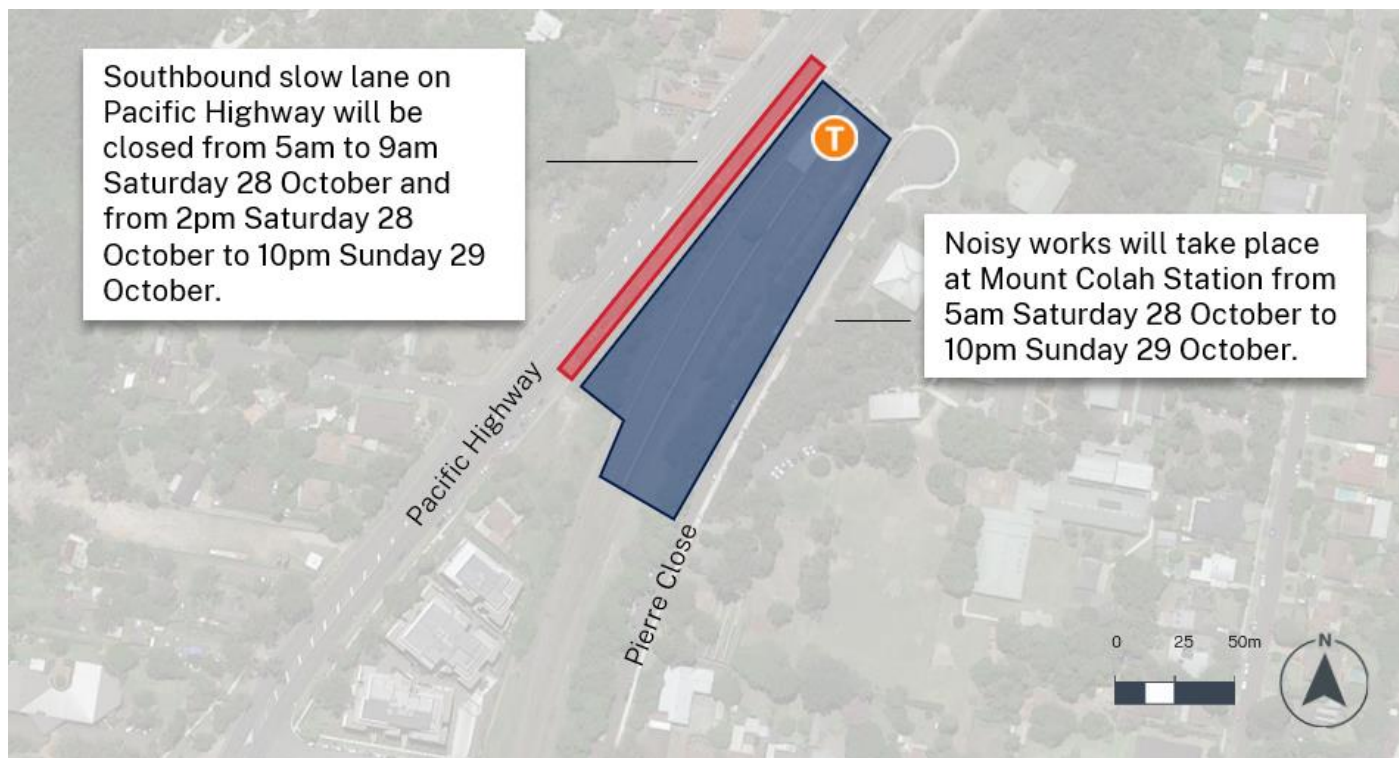 Southbound slow lane on
Pacific Highway will be
closed from 5am to 9am
Saturday 28 October and
from 2pm Saturday 28
October to 10pm Sunday 29
October.
T
Noisy works will take place
at Mount Colah Station from
5am Saturday 28 October to
10pm Sunday 29 October.
Pacific Highway
Pierre Close
0 25 50m
N